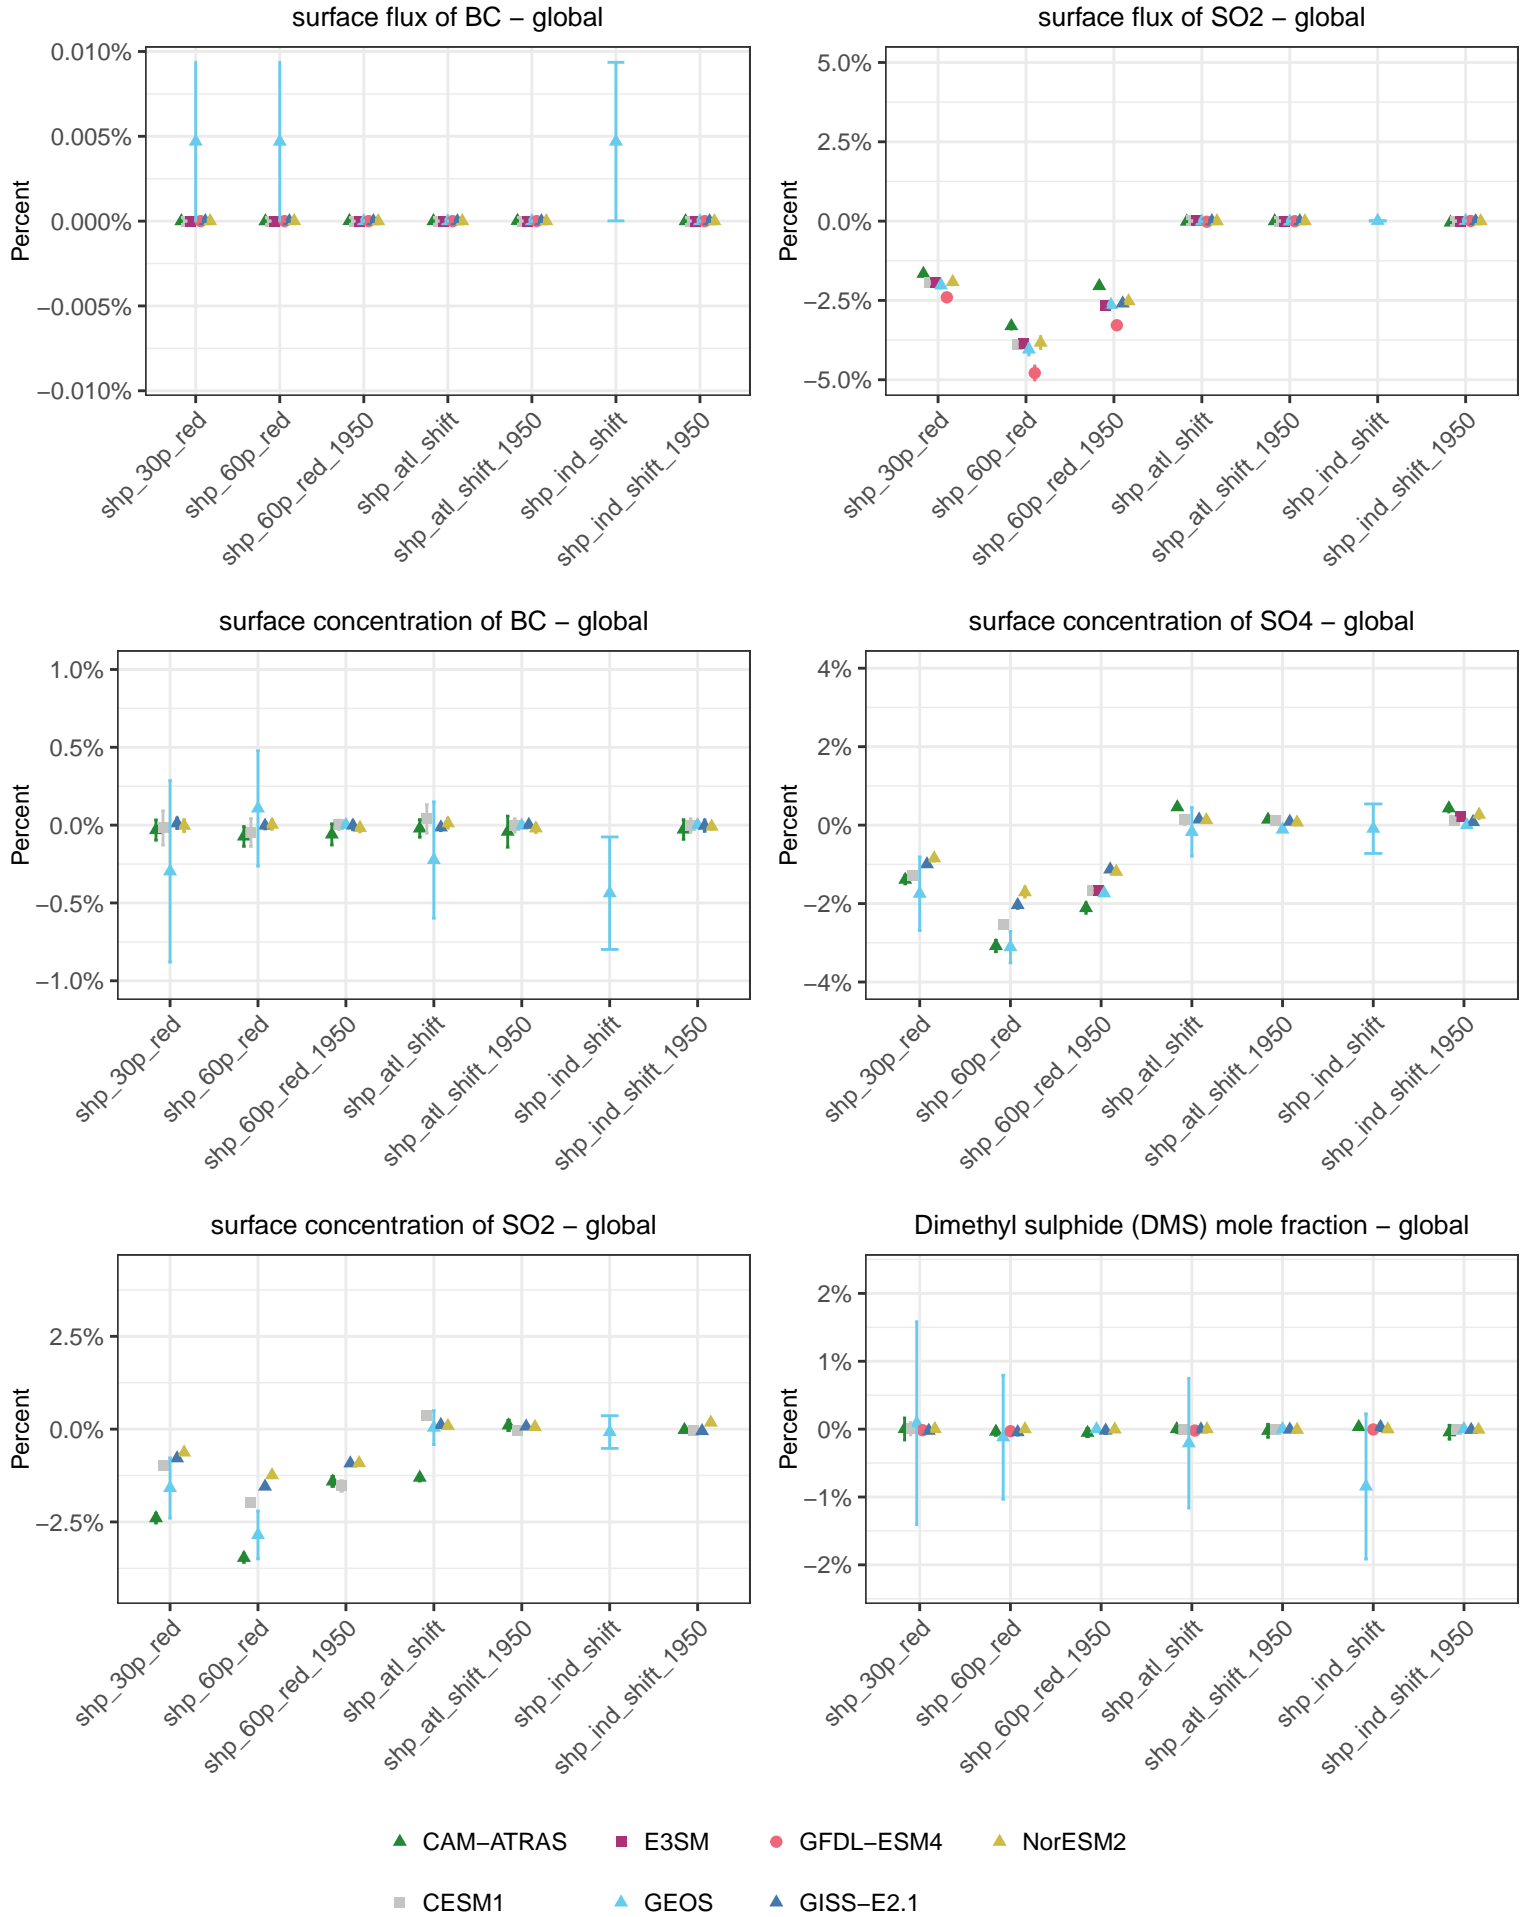 surface flux of BC − global
Percent
0.010%
0.005%
0.000%
−0.005%
−0.010%
shp_30p_red
shp_60p_red
shp_60p_red_1950
shp_atl_shift
shp_atl_shift_1950
shp_ind_shift
shp_ind_shift_1950
surface flux of SO2 − global
Percent
5.0%
2.5%
0.0%
−2.5%
−5.0%
shp_30p_red
shp_60p_red
shp_60p_red_1950
shp_atl_shift
shp_atl_shift_1950
shp_ind_shift
shp_ind_shift_1950
surface concentration of BC − global
Percent
1.0%
0.5%
0.0%
−0.5%
−1.0%
shp_30p_red
shp_60p_red
shp_60p_red_1950
shp_atl_shift
shp_atl_shift_1950
shp_ind_shift
shp_ind_shift_1950
surface concentration of SO4 − global
Percent
4%
2%
0%
−2%
−4%
shp_30p_red
shp_60p_red
shp_60p_red_1950
shp_atl_shift
shp_atl_shift_1950
shp_ind_shift
shp_ind_shift_1950
surface concentration of SO2 − global
Percent
2.5%
0.0%
−2.5%
shp_30p_red
shp_60p_red
shp_60p_red_1950
shp_atl_shift
shp_atl_shift_1950
shp_ind_shift
shp_ind_shift_1950
Dimethyl sulphide (DMS) mole fraction − global
Percent
2%
1%
0%
−1%
−2%
shp_30p_red
shp_60p_red
shp_60p_red_1950
shp_atl_shift
shp_atl_shift_1950
shp_ind_shift
shp_ind_shift_1950
CAM−ATRAS
E3SM
GFDL−ESM4
NorESM2
CESM1
GEOS
GISS−E2.1